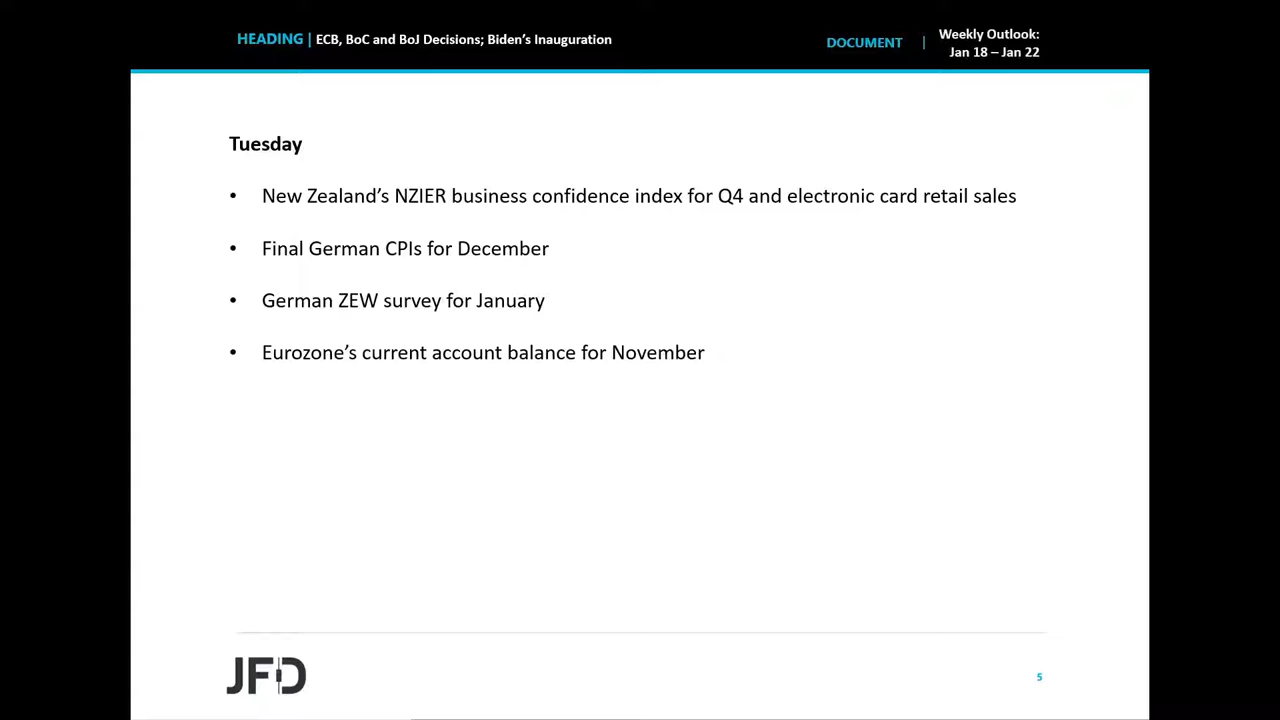 HEADING | ECB, BoC and BoJ Decisions; Biden's Inauguration
DOCUMENT | Weekly Outlook:
Jan 18 – Jan 22
Tuesday
• New Zealand's NZIER business confidence index for Q4 and electronic card retail sales
• Final German CPIs for December
• German ZEW survey for January
• Eurozone's current account balance for November
JFD
5